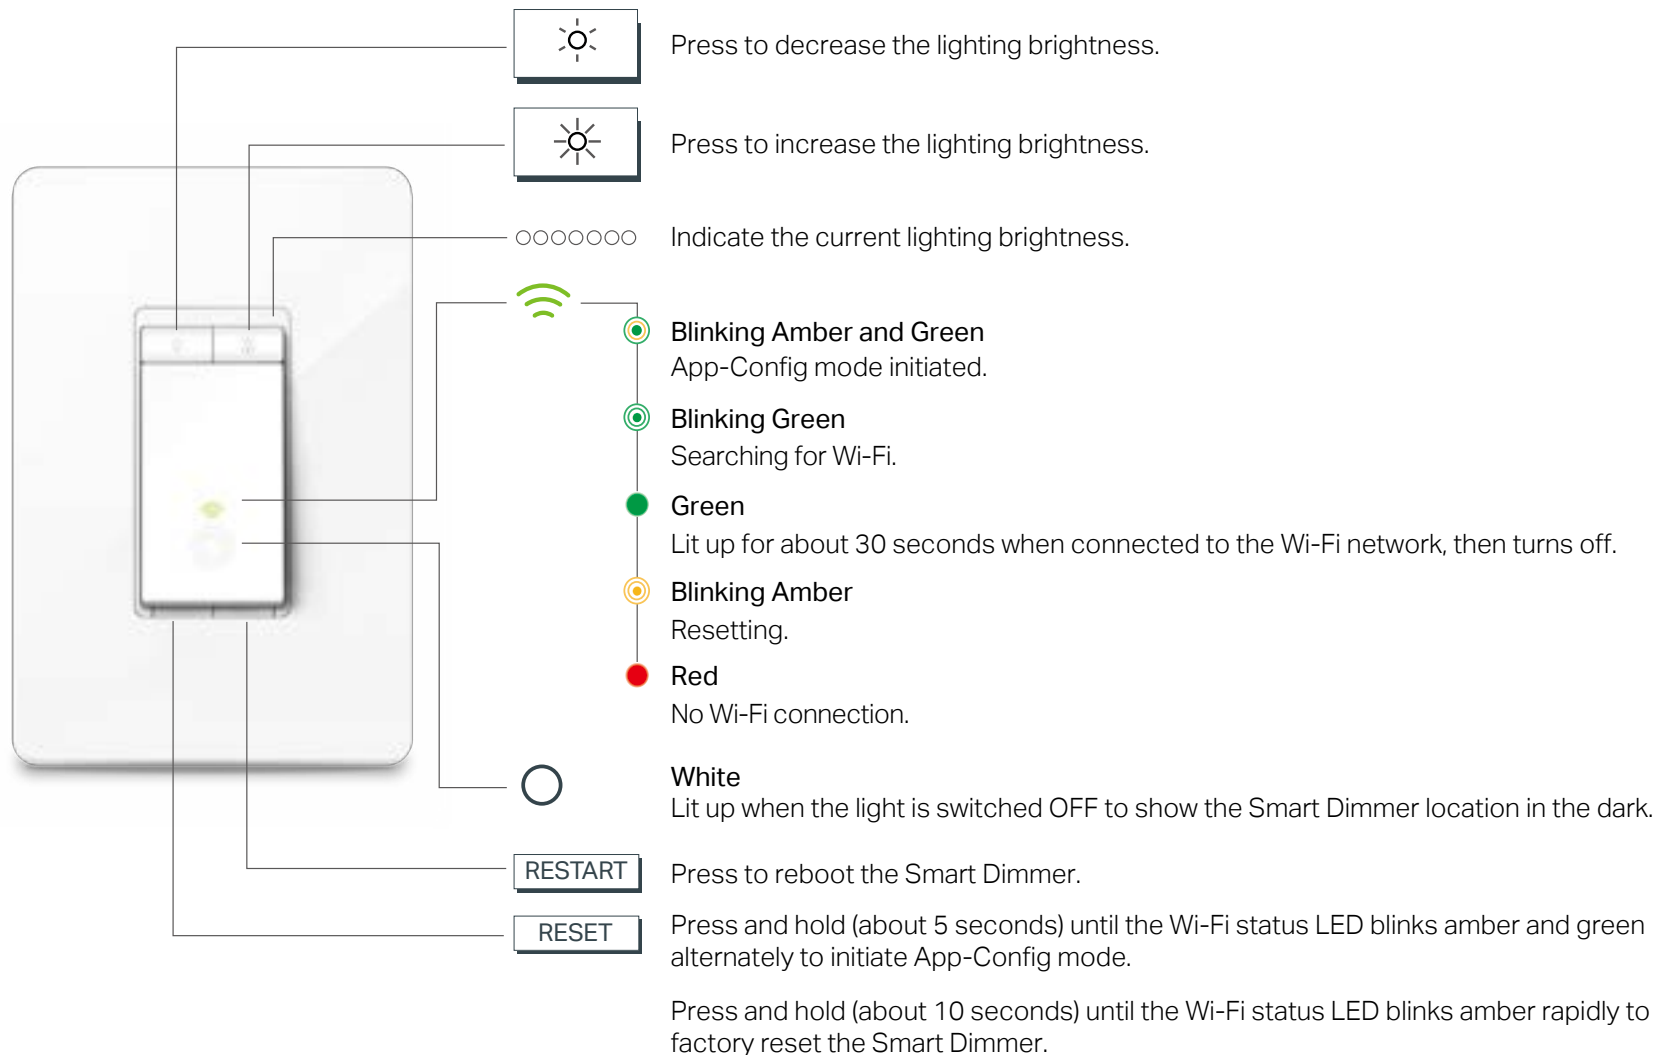 Press to decrease the lighting brightness.
Press to increase the lighting brightness.
Indicate the current lighting brightness.
Blinking Amber and Green
App-Config mode initiated.
Blinking Green
Searching for Wi-Fi.
Green
Lit up for about 30 seconds when connected to the Wi-Fi network, then turns off.
Blinking Amber
Resetting.
Red
No Wi-Fi connection.
White
Lit up when the light is switched OFF to show the Smart Dimmer location in the dark.
RESTART
Press to reboot the Smart Dimmer.
RESET
Press and hold (about 5 seconds) until the Wi-Fi status LED blinks amber and green
alternately to initiate App-Config mode.
Press and hold (about 10 seconds) until the Wi-Fi status LED blinks amber rapidly to
factory reset the Smart Dimmer.